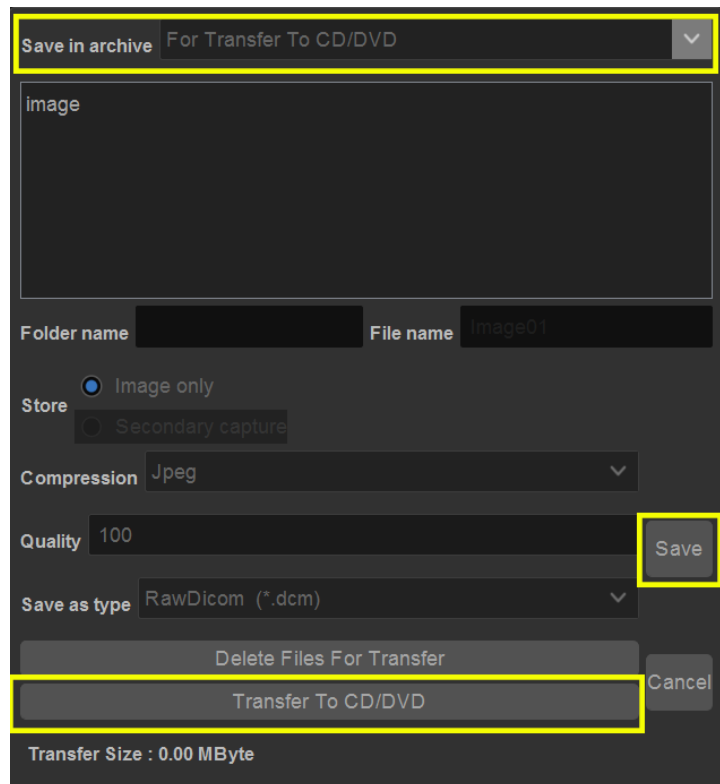 Save in archive For Transfer To CD/DVD
image
Folder name File name Image01
Image only
Store
Secondary capture
Compression Jpeg
Quality 100
Save
Save as type RawDicom (*.dcm)
Delete Files For Transfer
Cancel
Transfer To CD/DVD
Transfer Size : 0.00 MByte